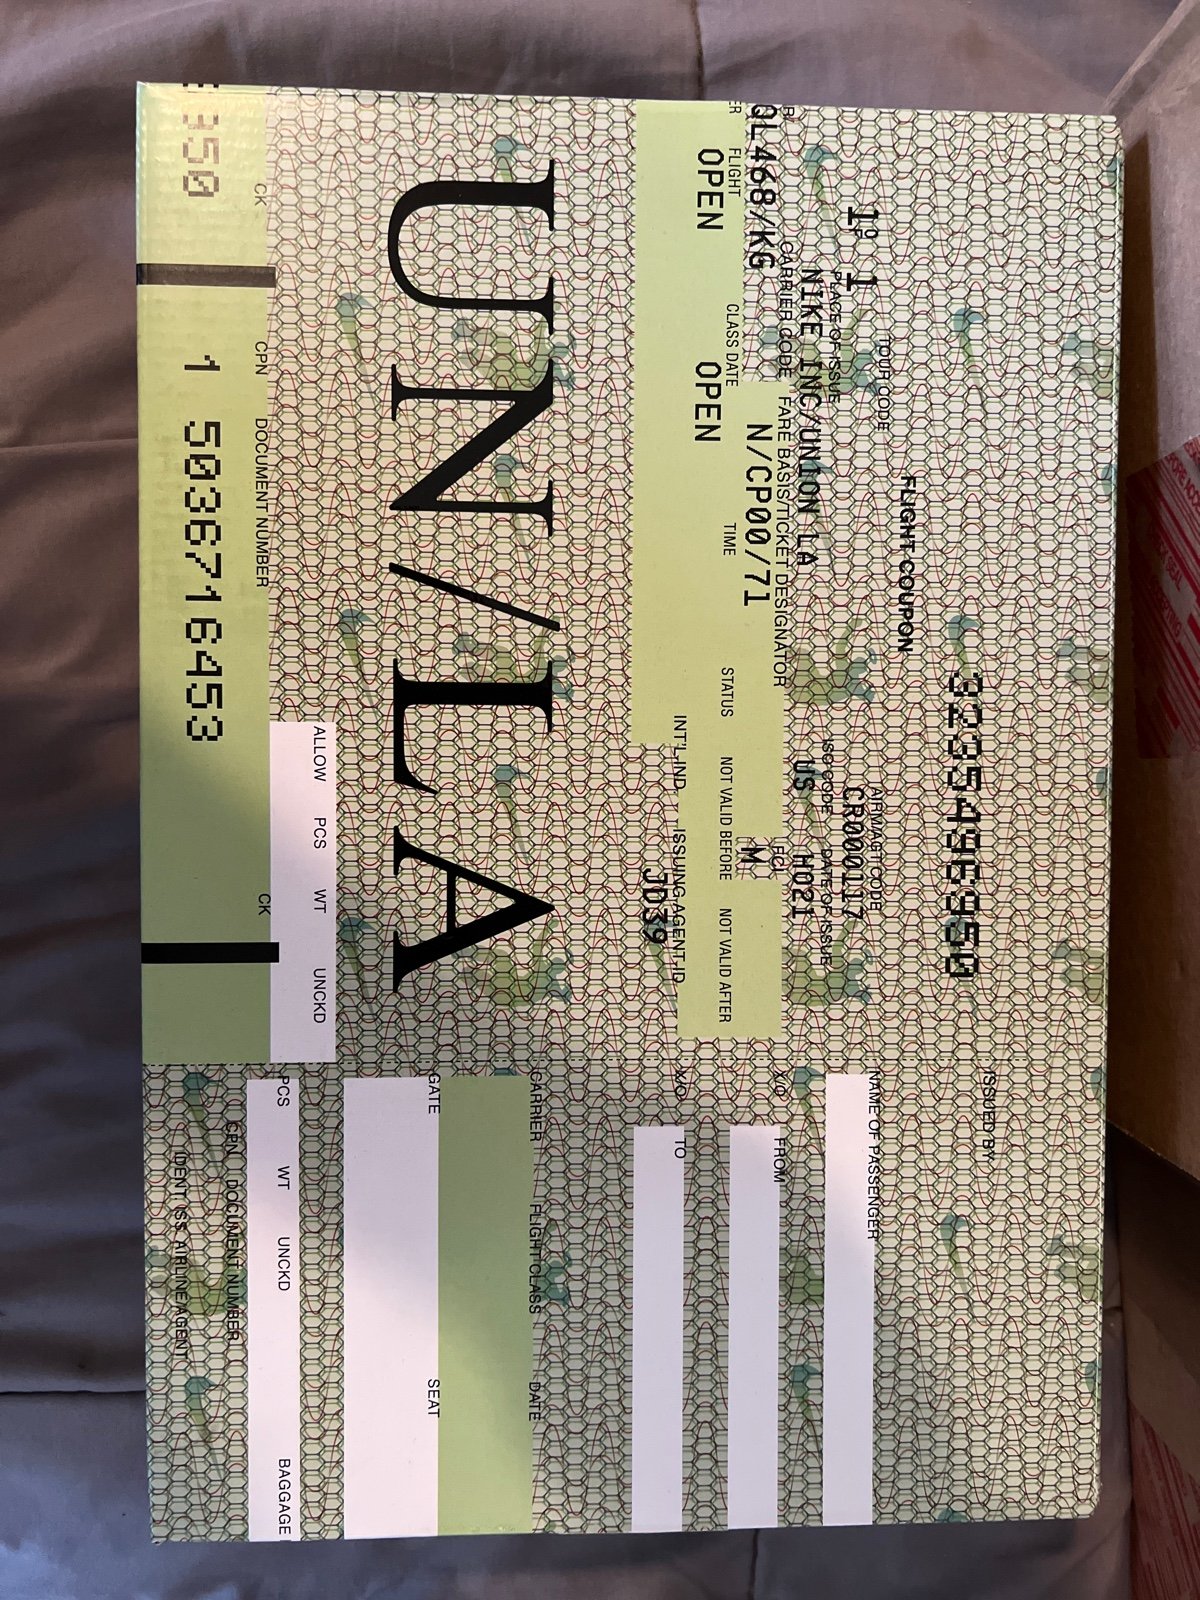 ISSUED BY
3235496950
FLIGHT COUPON
TOUR CODE
AIRMAGT CODE
NAME OF PASSENGER
1 1
CR000117
PLACE OF ISSUE
ISO CODE
DATE OF ISSUE
NIKE INC/UNION LA
US
H021
CARRIER CODE
FARE BASIS/TICKET DESIGNATOR
FCI
X/O
FROM
QL468/KG
N/CP00/71
M
FLIGHT
CLASS DATE
TIME
STATUS
NOT VALID BEFORE
NOT VALID AFTER
OPEN
OPEN
INT'L IND.
ISSUING AGENT ID
X/O
TO
JD39
UN/LA
CARRIER
FLIGHT CLASS
DATE
GATE
SEAT
ALLOW
PCS
WT
UNCKD
PCS
WT
UNCKD
BAGGAGE
CK
CPN
DOCUMENT NUMBER
CK
CPN
DOCUMENT NUMBER
350
1
5036716453
IDENT ISS AIRLINE AGENT